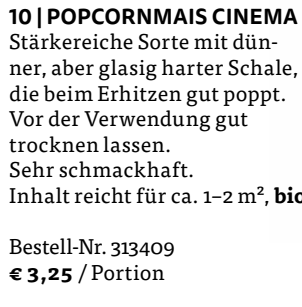 10 | POPCORNMAIS CINEMA
Stärkereiche Sorte mit dün-
ner, aber glasig harter Schale,
die beim Erhitzen gut poppt.
Vor der Verwendung gut
trocknen lassen.
Sehr schmackhaft.
Inhalt reicht für ca. 1–2 m², bio
Bestell-Nr. 313409
€ 3,25 / Portion